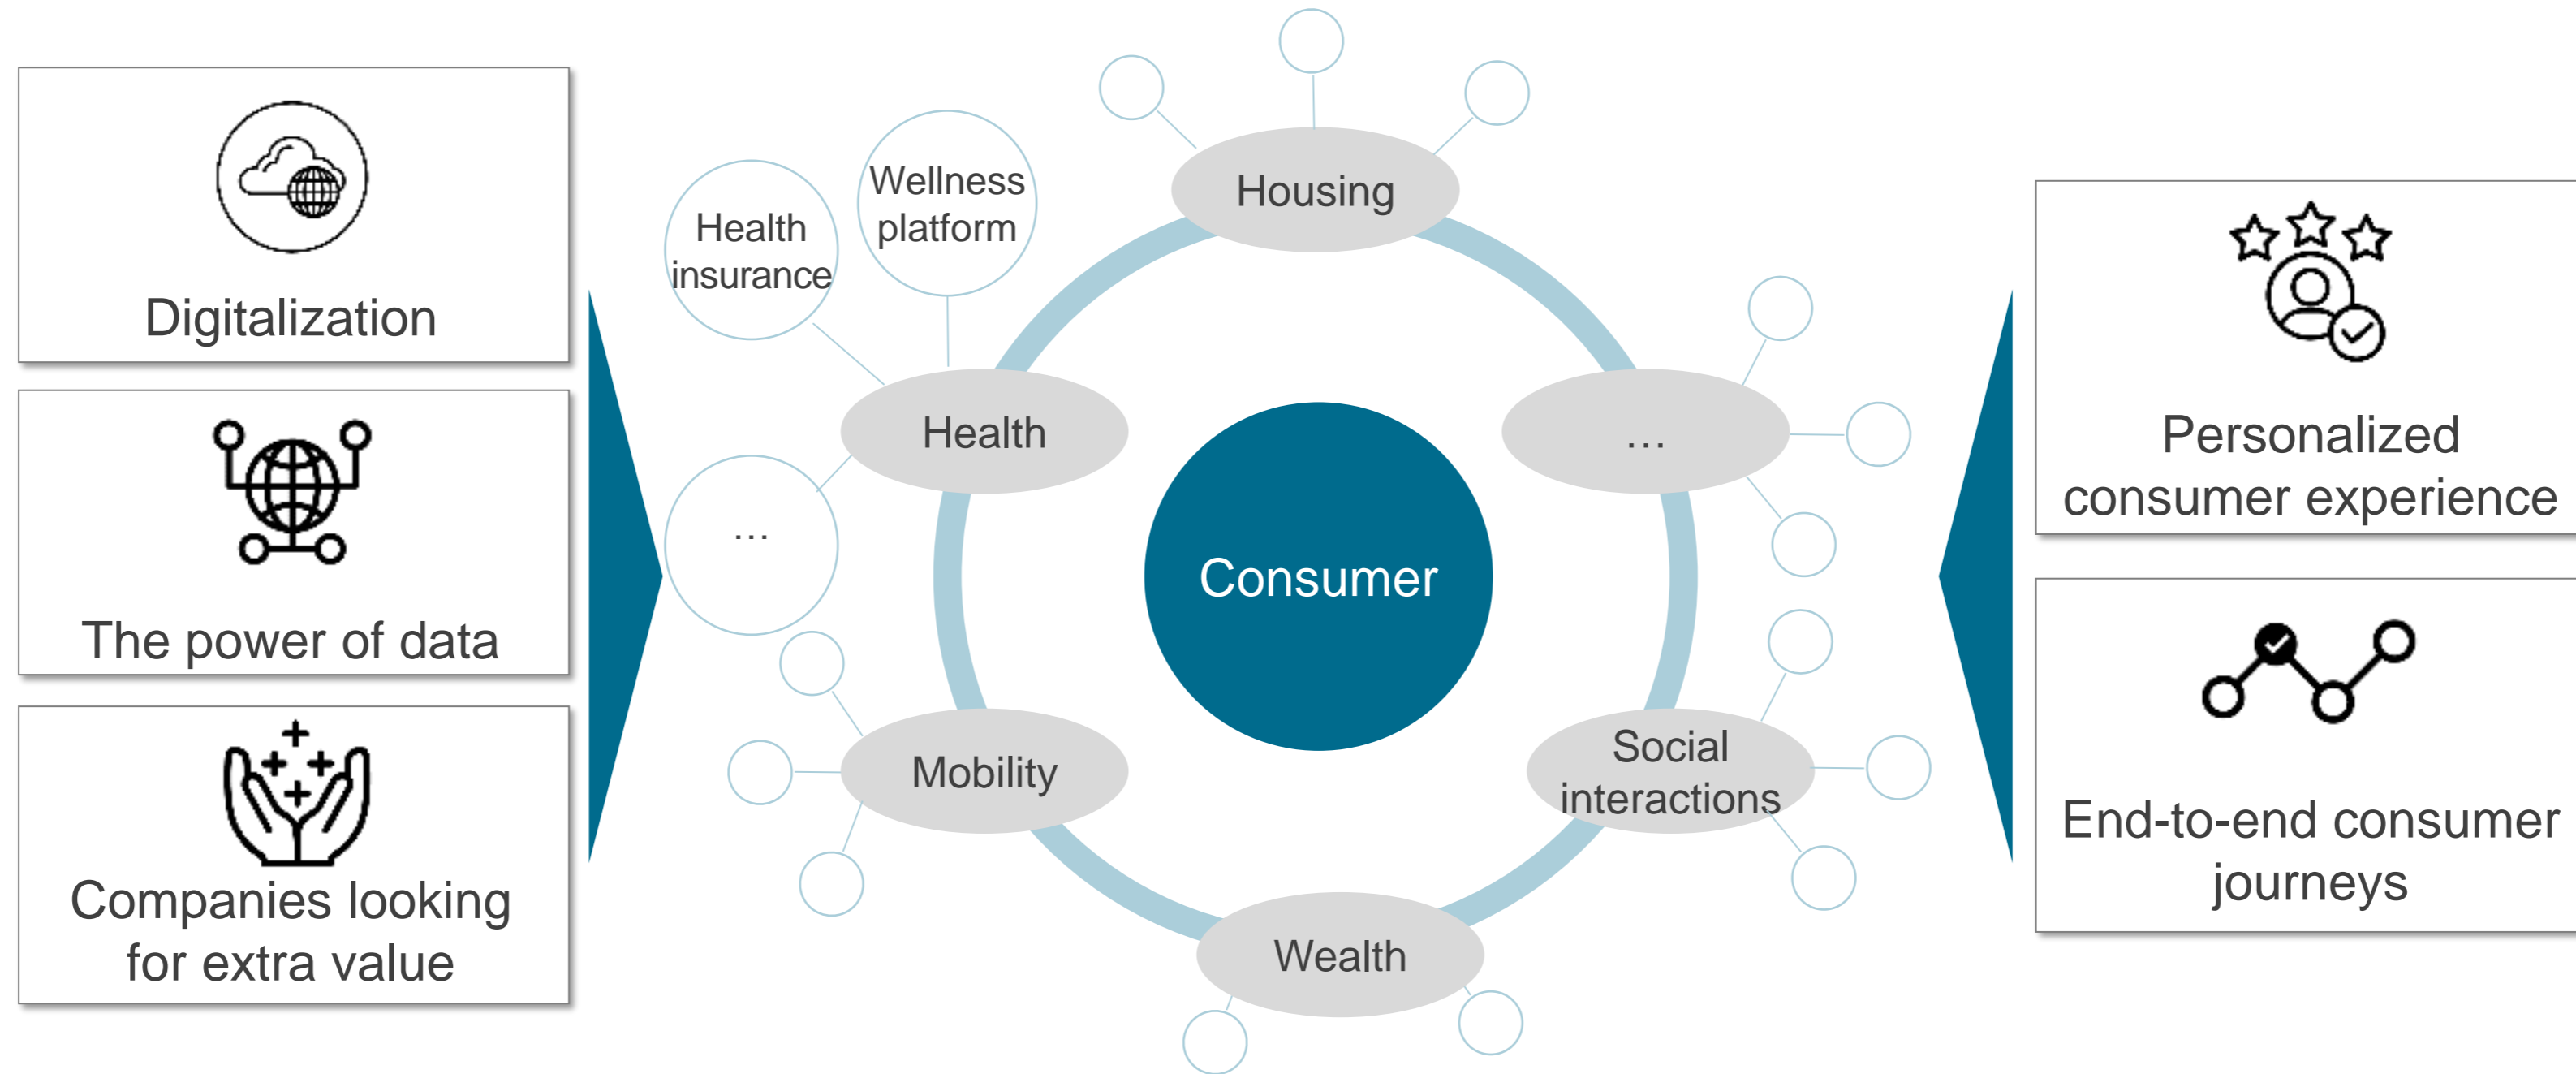 Digitalization
The power of data
Companies looking
for extra value
Health
insurance
Wellness
platform
…
Housing
Health
…
Consumer
Mobility
Social
interactions
Wealth
Personalized
consumer experience
End-to-end consumer
journeys